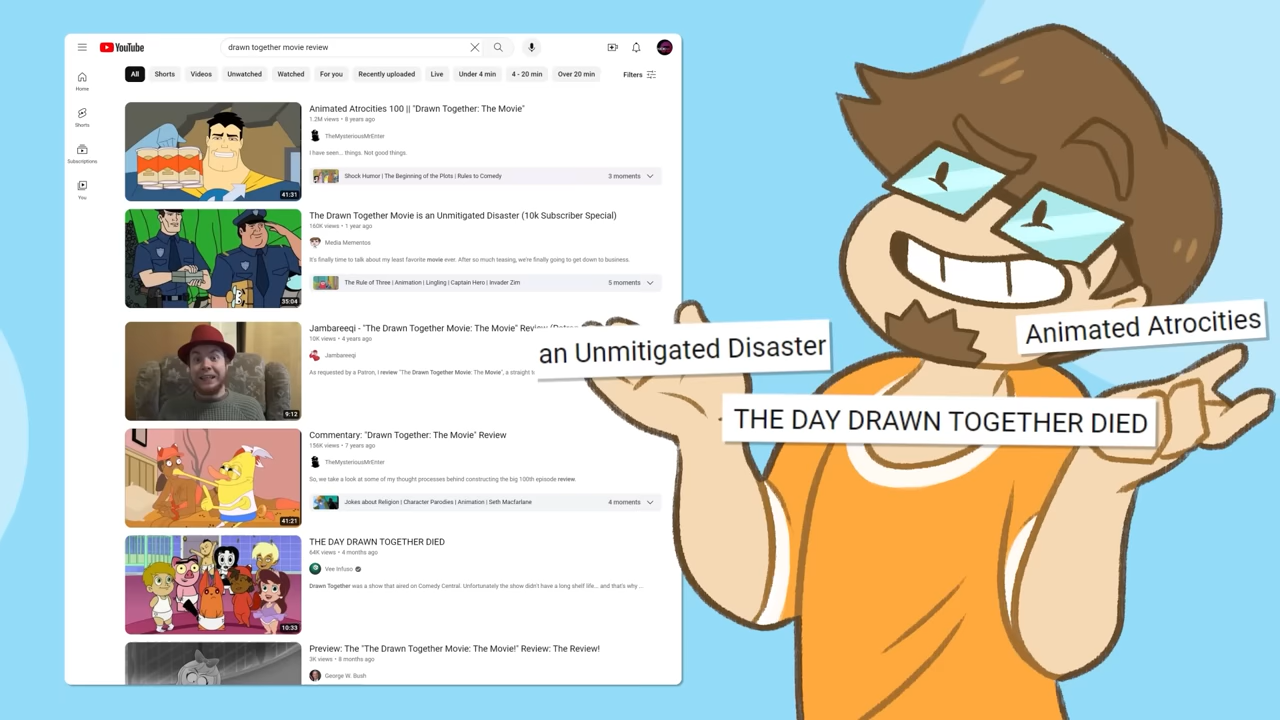 YouTube
drawn together movie review
All Shorts Videos Unwatched Watched For you Recently uploaded Live Under 4 min 4 - 20 min Over 20 min Filters
Home
Shorts
Subscriptions
You
Animated Atrocities 100 || "Drawn Together: The Movie"
1.2M views • 8 years ago
TheMysteriousMrEnter
I have seen... things. Not good things.
Shock Humor | The Beginning of the Plots | Rules to Comedy 3 moments
41:31
The Drawn Together Movie is an Unmitigated Disaster (10k Subscriber Special)
160K views • 1 year ago
Media Mementos
It's finally time to talk about my least favorite movie ever. After so much teasing, we're finally going to get down to business.
The Rule of Three | Animation | Lingling | Captain Hero | Invader Zim 5 moments
35:04
Jambareeqi - "The Drawn Together Movie: The Movie" Review
10K views • 4 years ago
Jambareeqi
As requested by a Patron, I review "The Drawn Together Movie: The Movie", a straight
9:12
Commentary: "Drawn Together: The Movie" Review
156K views • 7 years ago
TheMysteriousMrEnter
So, we take a look at some of my thought processes behind constructing the big 100th episode review.
Jokes about Religion | Character Parodies | Animation | Seth Macfarlane 4 moments
41:21
THE DAY DRAWN TOGETHER DIED
64K views • 4 months ago
Vee Infuso
Drawn Together was a show that aired on Comedy Central. Unfortunately the show didn't have a long shelf life... and that's why ...
10:33
Preview: The "Drawn Together Movie: The Movie!" Review: The Review!
3K views • 8 months ago
George W. Bush
an Unmitigated Disaster
Animated Atrocities
THE DAY DRAWN TOGETHER DIED